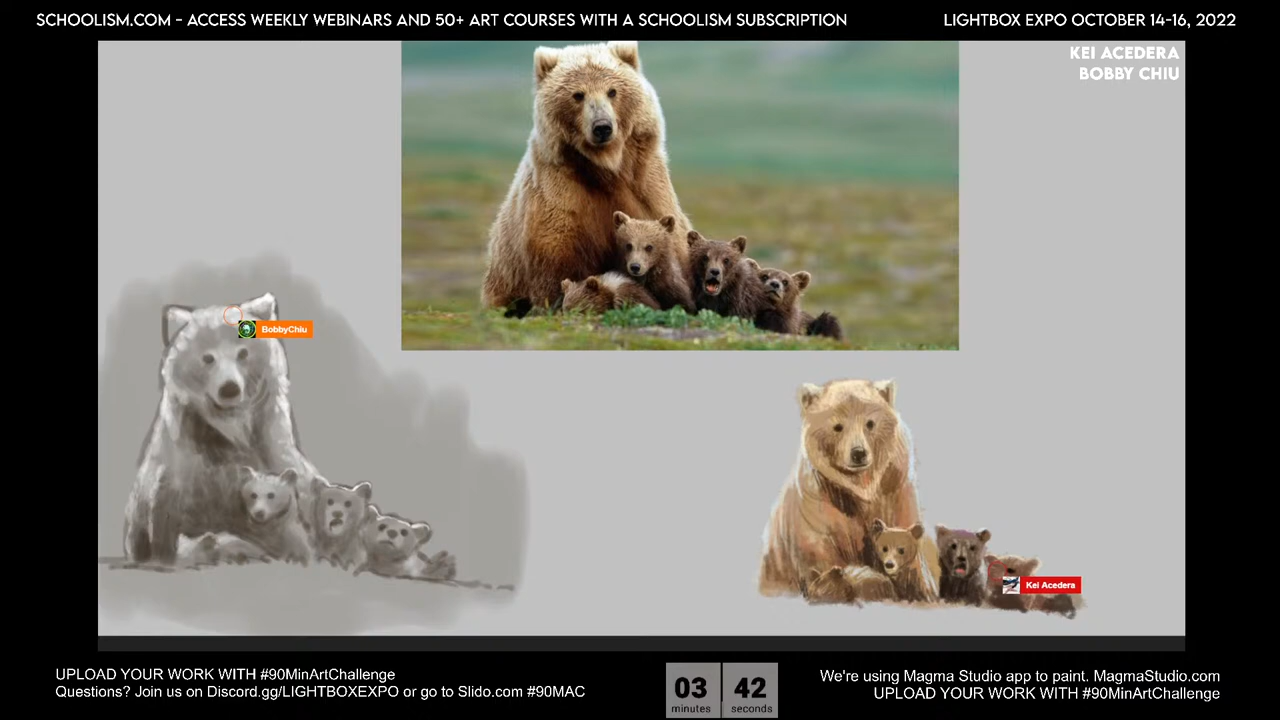 SCHOOLISM.COM - ACCESS WEEKLY WEBINARS AND 50+ ART COURSES WITH A SCHOOLISM SUBSCRIPTION
LIGHTBOX EXPO OCTOBER 14-16, 2022
KEI ACEDERA
BOBBY CHIU
BobbyChiu
Kei Acedera
UPLOAD YOUR WORK WITH #90MinArtChallenge
Questions? Join us on Discord.gg/LIGHTBOXEXPO or go to Slido.com #90MAC
03 42
minutes seconds
We're using Magma Studio app to paint. MagmaStudio.com
UPLOAD YOUR WORK WITH #90MinArtChallenge